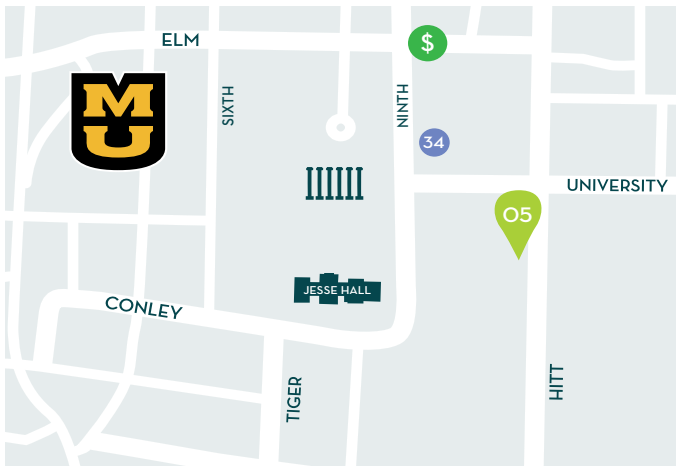 ELM
$
M
U
SIXTH
NINTH
34
UNIVERSITY
05
JESSE HALL
CONLEY
TIGER
HITT